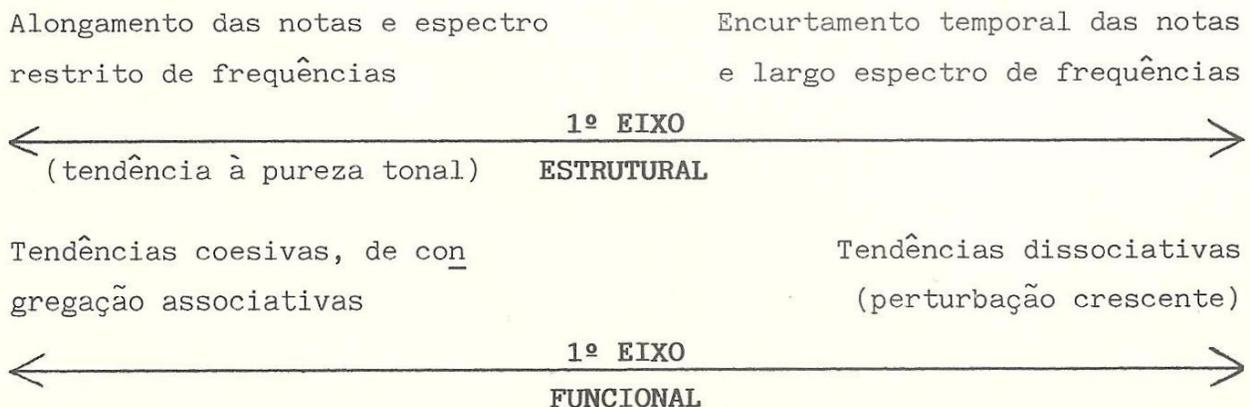 Alongamento das notas e espectro
restrito de frequências
Encurtamento temporal das notas
e largo espectro de frequências
1º EIXO
(tendência à pureza tonal)
ESTRUTURAL
Tendências coesivas, de con
gregação associativas
Tendências dissociativas
(perturbação crescente)
1º EIXO
FUNCIONAL